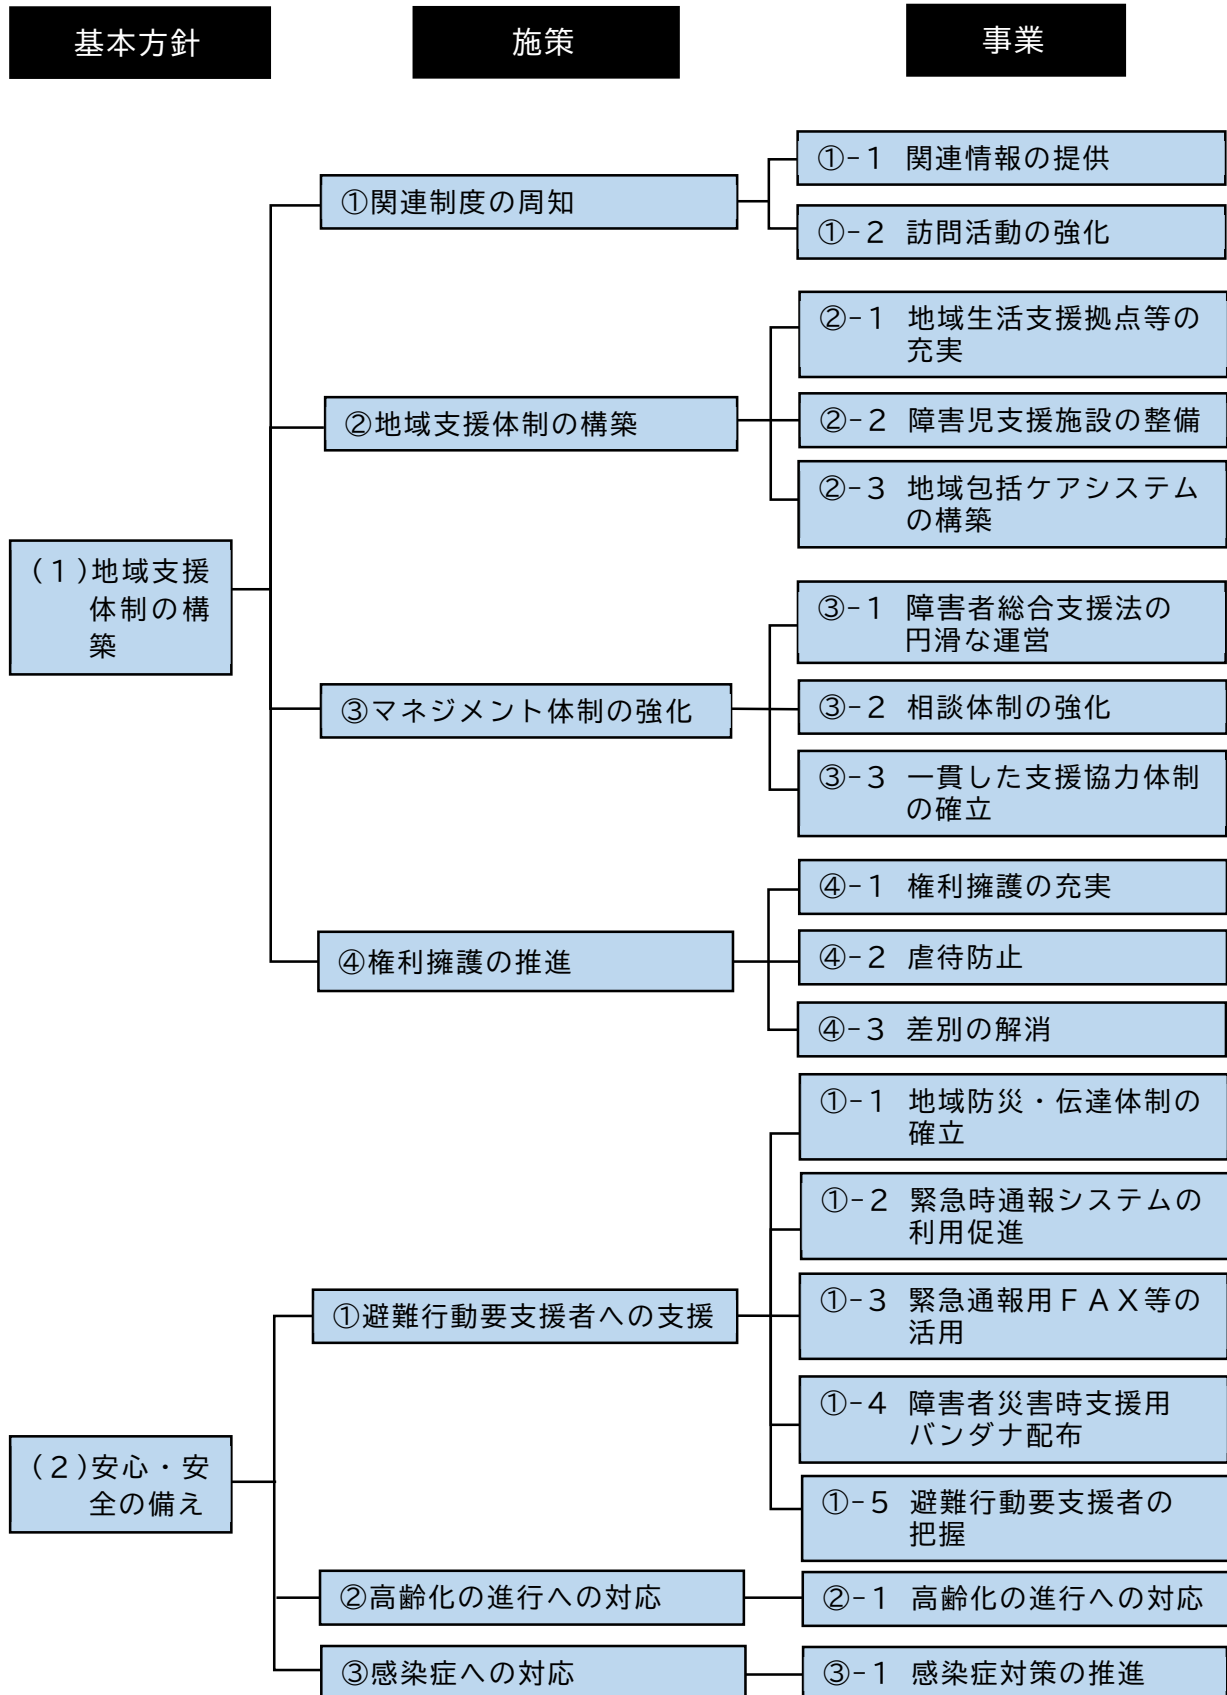 基本方針
施策
事業
①関連制度の周知
①-1 関連情報の提供
①-2 訪問活動の強化
②地域支援体制の構築
②-1 地域生活支援拠点等の
充実
②-2 障害児支援施設の整備
②-3 地域包括ケアシステム
の構築
(1)地域支援
体制の構
築
③マネジメント体制の強化
③-1 障害者総合支援法の
円滑な運営
③-2 相談体制の強化
③-3 一貫した支援協力体制
の確立
④権利擁護の推進
④-1 権利擁護の充実
④-2 虐待防止
④-3 差別の解消
(2)安心・安
全の備え
①避難行動要支援者への支援
①-1 地域防災・伝達体制の
確立
①-2 緊急時通報システムの
利用促進
①-3 緊急通報用ＦＡＸ等の
活用
①-4 障害者災害時支援用
バンダナ配布
①-5 避難行動要支援者の
把握
②高齢化の進行への対応
②-1 高齢化の進行への対応
③感染症への対応
③-1 感染症対策の推進